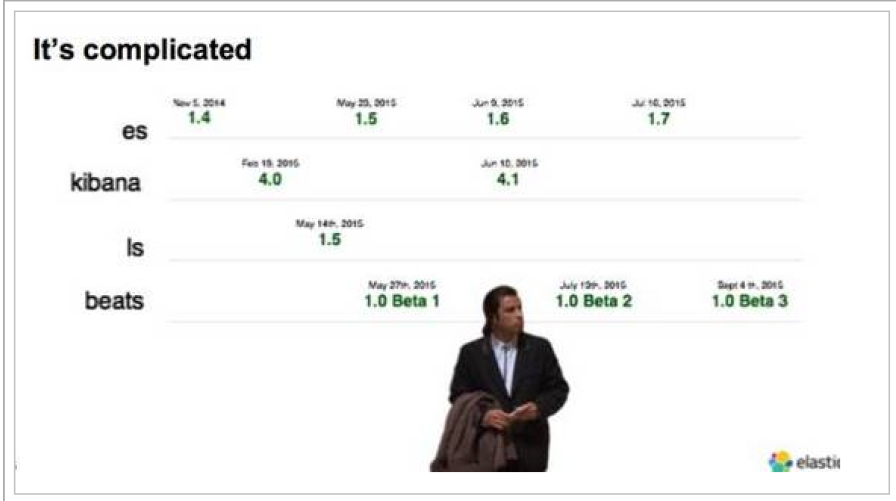 It's complicated
Nov 5, 2014
1.4
May 23, 2015
1.5
Jun 9, 2015
1.6
Jul 16, 2015
1.7
es
Feb 19, 2015
4.0
Jun 10, 2015
4.1
kibana
May 14th, 2015
1.5
ls
May 27th, 2015
1.0 Beta 1
July 13th, 2015
1.0 Beta 2
Sept 4 th, 2015
1.0 Beta 3
beats
elastic